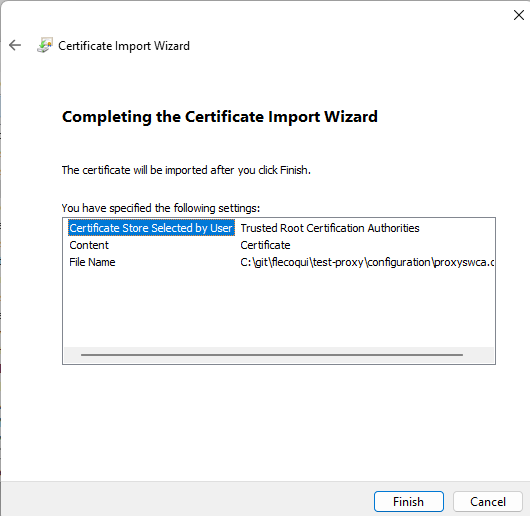 Certificate Import Wizard
Completing the Certificate Import Wizard
The certificate will be imported after you click Finish.
You have specified the following settings:
Certificate Store Selected by User Trusted Root Certification Authorities
Content Certificate
File Name C:\git\flecoqui\test-proxy\configuration\proxyswca.c
Finish Cancel